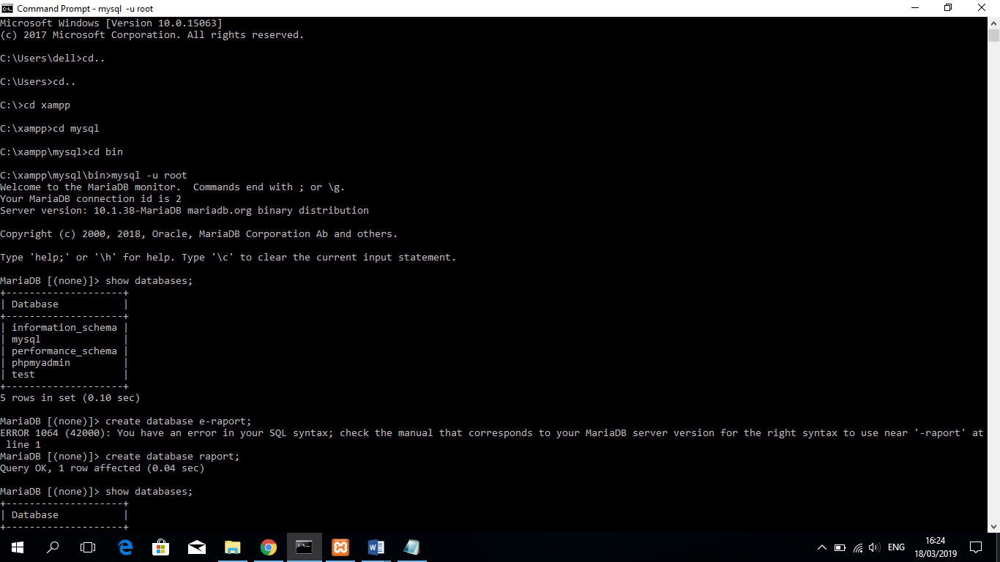 Command Prompt - mysql  -u root
Microsoft Windows [Version 10.0.15063]
(c) 2017 Microsoft Corporation. All rights reserved.
C:\Users\dell>cd..
C:\Users>cd..
C:\>cd xampp
C:\xampp>cd mysql
C:\xampp\mysql>cd bin
C:\xampp\mysql\bin>mysql -u root
Welcome to the MariaDB monitor.  Commands end with ; or \g.
Your MariaDB connection id is 2
Server version: 10.1.38-MariaDB mariadb.org binary distribution
Copyright (c) 2000, 2018, Oracle, MariaDB Corporation Ab and others.
Type 'help;' or '\h' for help. Type '\c' to clear the current input statement.
MariaDB [(none)]> show databases;
+--------------------+
| Database           |
+--------------------+
| information_schema |
| mysql              |
| performance_schema |
| phpmyadmin         |
| test               |
+--------------------+
5 rows in set (0.10 sec)
MariaDB [(none)]> create database e-raport;
ERROR 1064 (42000): You have an error in your SQL syntax; check the manual that corresponds to your MariaDB server version for the right syntax to use near '-raport' at
 line 1
MariaDB [(none)]> create database raport;
Query OK, 1 row affected (0.04 sec)
MariaDB [(none)]> show databases;
+--------------------+
| Database           |
+--------------------+
ENG
16:24
18/03/2019